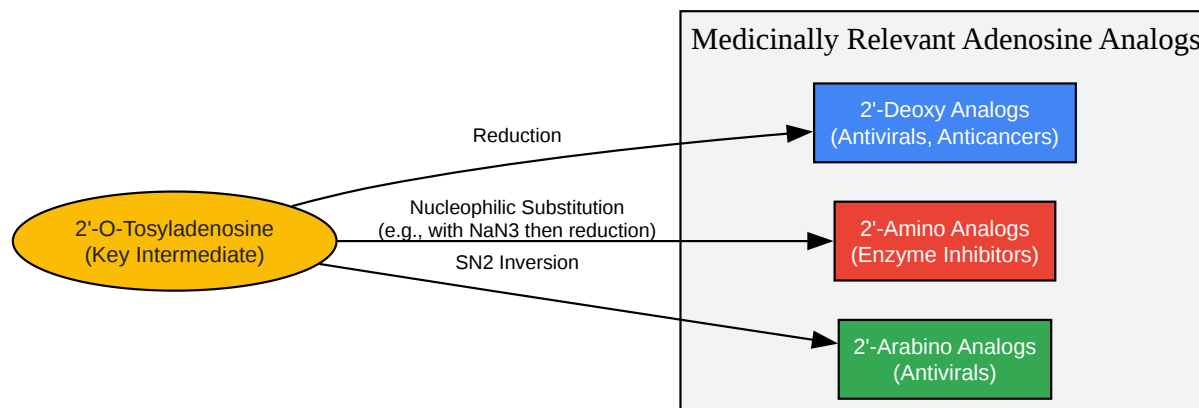 Medicinally Relevant Adenosine Analogs
2'-Deoxy Analogs
(Antivirals, Anticancers)
Reduction
2'-O-Tosyladenosine
(Key Intermediate)
Nucleophilic Substitution
(e.g., with NaN3 then reduction)
2'-Amino Analogs
(Enzyme Inhibitors)
SN2 Inversion
2'-Arabino Analogs
(Antivirals)